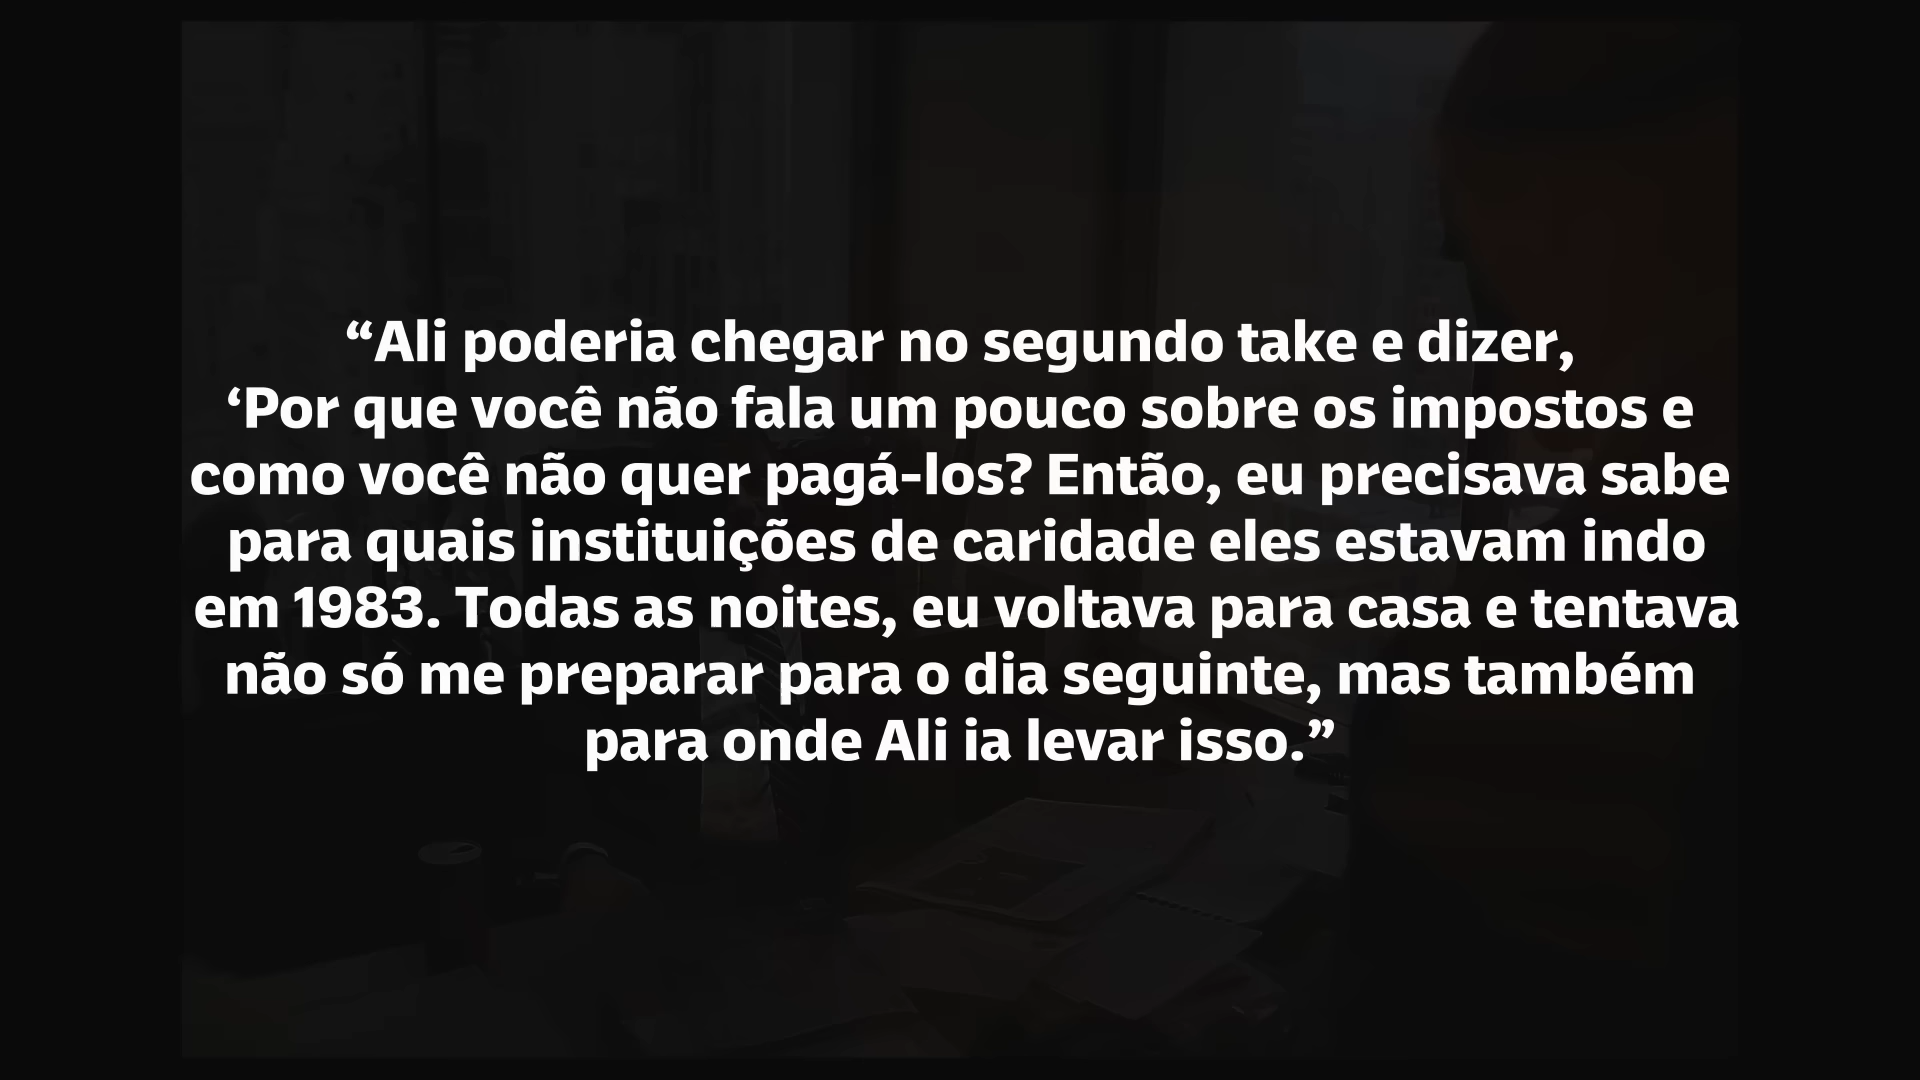 “Ali poderia chegar no segundo take e dizer,
‘Por que você não fala um pouco sobre os impostos e
como você não quer pagá-los? Então, eu precisava sabe
para quais instituições de caridade eles estavam indo
em 1983. Todas as noites, eu voltava para casa e tentava
não só me preparar para o dia seguinte, mas também
para onde Ali ia levar isso.”